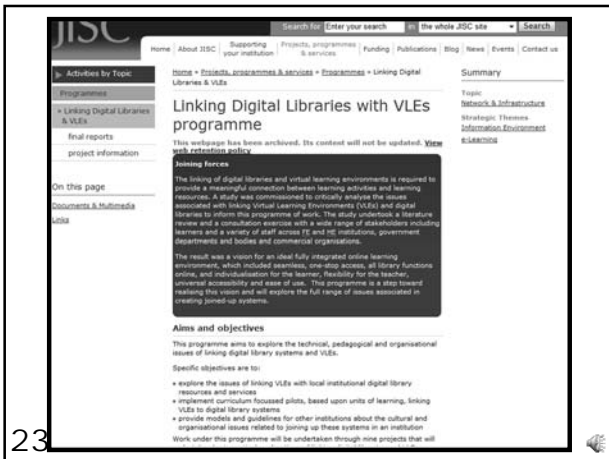 JISC
Search for Enter your search in the whole JISC site Search
Home About JISC Supporting your institution Projects, programmes & services Funding Publications Blog News Events Contact us
Activities by Topic
Programmes
» Linking Digital Libraries
& VLEs
final reports
project information
On this page
Documents & Multimedia
Links
Home » Projects, programmes & services » Programmes » Linking Digital
Libraries & VLEs
Linking Digital Libraries with VLEs
programme
This webpage has been archived. Its content will not be updated. View
web retention policy
Joining forces
The linking of digital libraries and virtual learning environments is required to
provide a meaningful connection between learning activities and learning
resources. A study was commissioned to critically analyse the issues
associated with linking Virtual Learning Environments (VLEs) and digital
libraries to inform this programme of work. The study undertook a literature
review and a consultation exercise with a wide range of stakeholders including
learners and a variety of staff across FE and HE institutions, government
departments and bodies and commercial organisations.
The result was a vision for an ideal fully integrated online learning
environment, which included seamless, one-stop access, all library functions
online, and individualisation for the learner, flexibility for the teacher,
universal accessibility and ease of use. This programme is a step toward
realising this vision and will explore the full range of issues associated in
creating joined-up systems.
Aims and objectives
This programme aims to explore the technical, pedagogical and organisational
issues of linking digital library systems and VLEs.
Specific objectives are to:
• explore the issues of linking VLEs with local institutional digital library
resources and services
• implement curriculum focussed pilots, based upon units of learning, linking
VLEs to digital library systems
• provide models and guidelines for other institutions about the cultural and
organisational issues related to joining up these systems in an institution
Work under this programme will be undertaken through nine projects that will
Summary
Topic
Network & Infrastructure
Strategic Themes
Information Environment
e-Learning
23